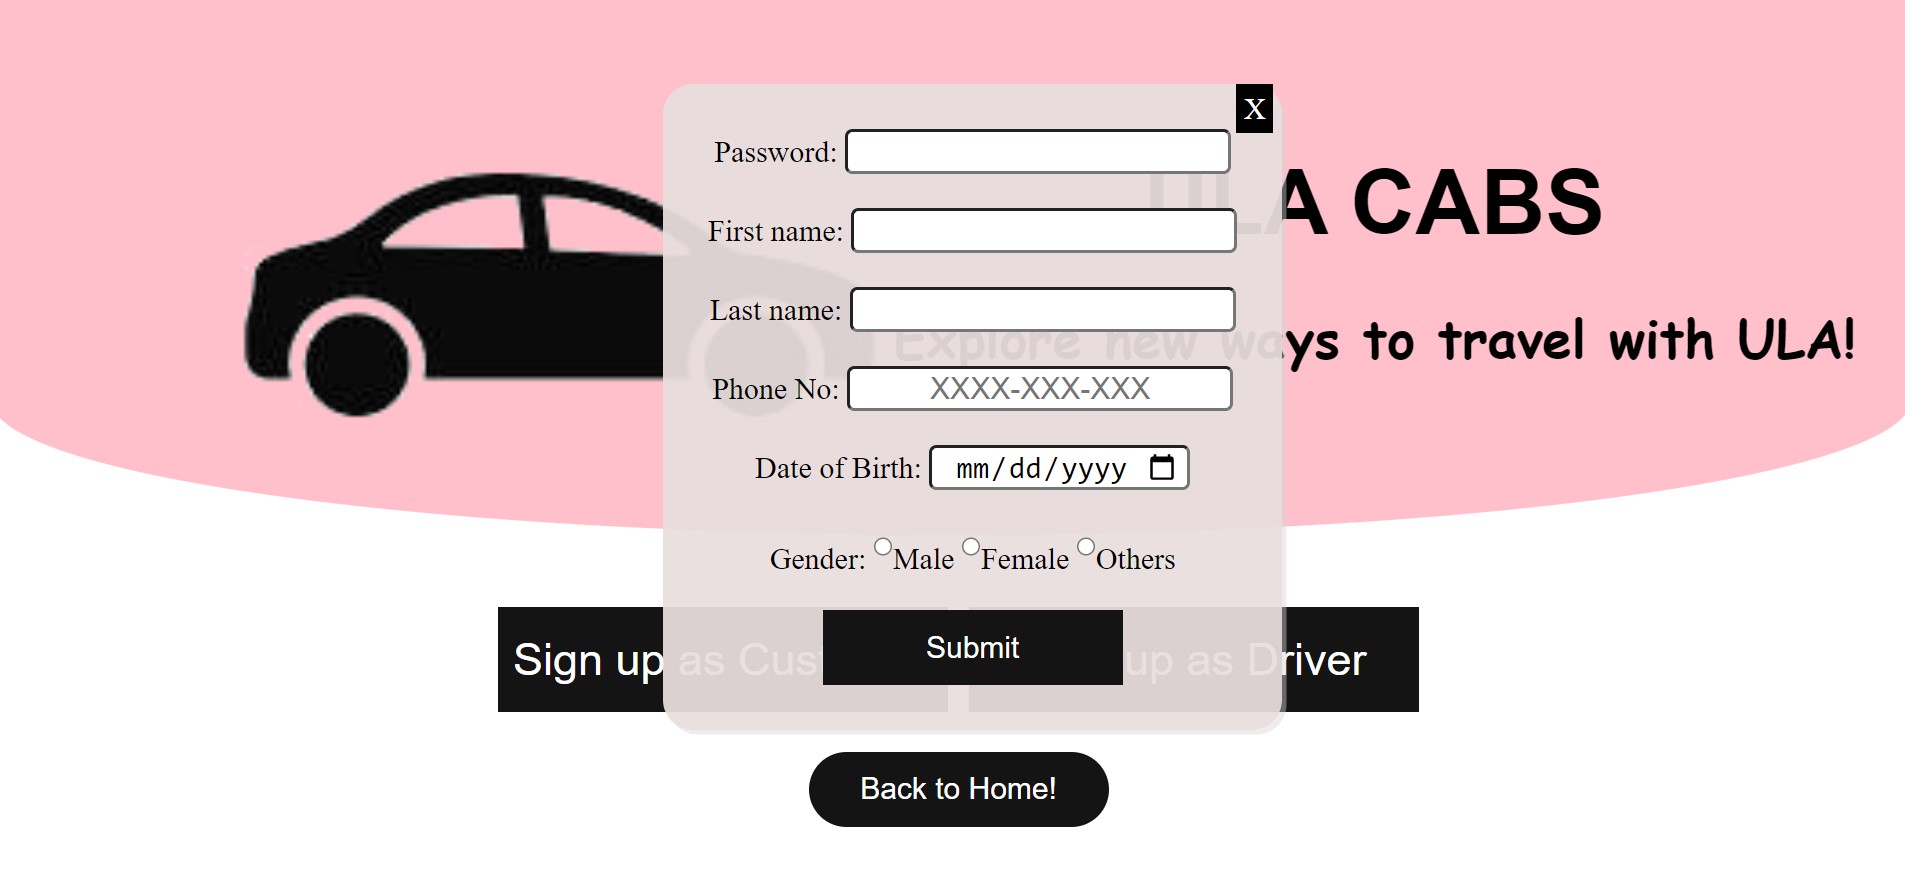 X
Password:
ULA CABS
First name:
Last name:
Explore new ways to travel with ULA!
Phone No: XXXX-XXX-XXX
Date of Birth: mm/dd/yyyy
Gender: Male Female Others
Sign up as Cus
Submit
up as Driver
Back to Home!